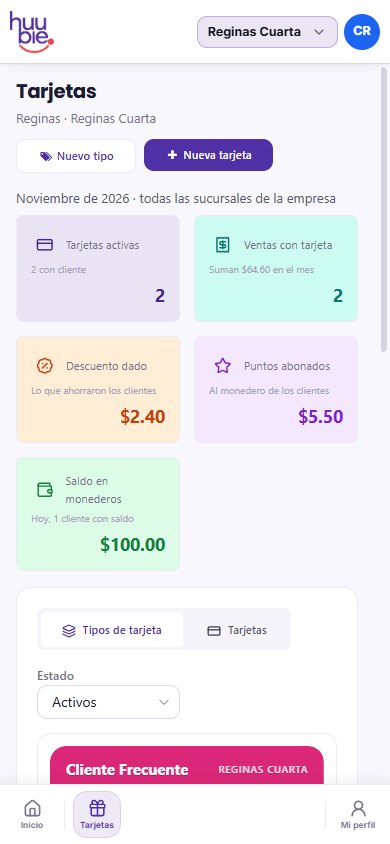 huu
bie
Reginas Cuarta
CR
Tarjetas
Reginas · Reginas Cuarta
Nuevo tipo
+ Nueva tarjeta
Noviembre de 2026 · todas las sucursales de la empresa
Tarjetas activas
2 con cliente
2
Ventas con tarjeta
Suman $64.60 en el mes
2
Descuento dado
Lo que ahorraron los clientes
$2.40
Puntos abonados
Al monedero de los clientes
$5.50
Saldo en
monederos
Hoy, 1 cliente con saldo
$100.00
Tipos de tarjeta
Tarjetas
Estado
Activos
Cliente Frecuente
REGINAS CUARTA
Inicio
Tarjetas
Mi perfil